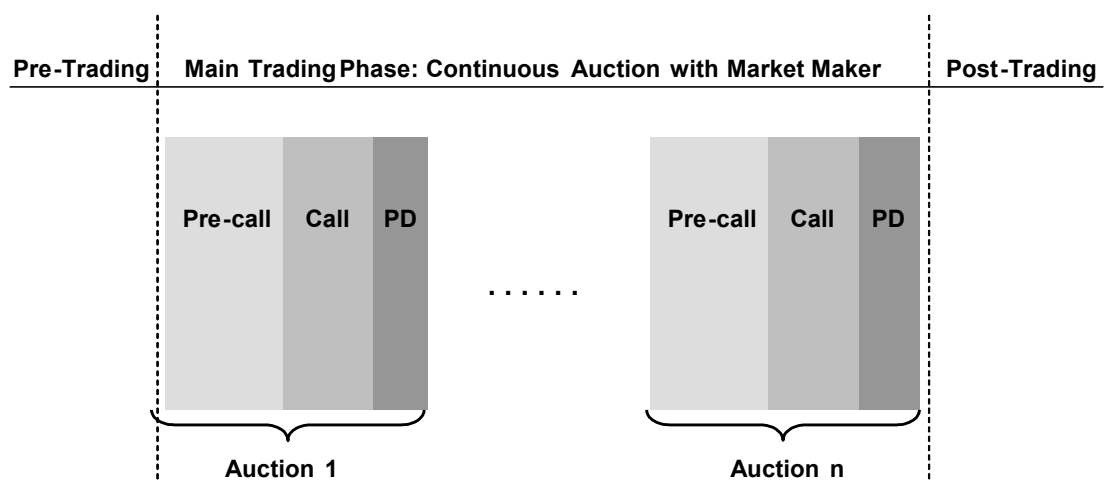 Pre-Trading Main Trading Phase: Continuous Auction with Market Maker Post-Trading
Pre-call Call PD Pre-call Call PD
......
Auction 1 Auction n